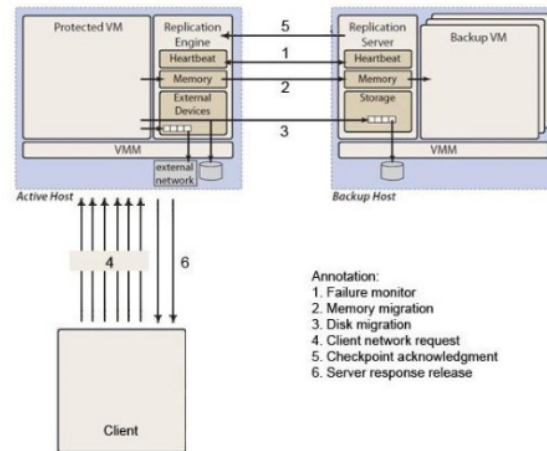 Protected VM
Replication
Engine
Heartbeat
Memory
External
Devices
VMM
external
network
Active Host
5
1
2
3
Replication
Server
Heartbeat
Memory
Storage
Backup VM
VMM
Backup Host
4
6
Client
Annotation:
1. Failure monitor
2. Memory migration
3. Disk migration
4. Client network request
5. Checkpoint acknowledgment
6. Server response release